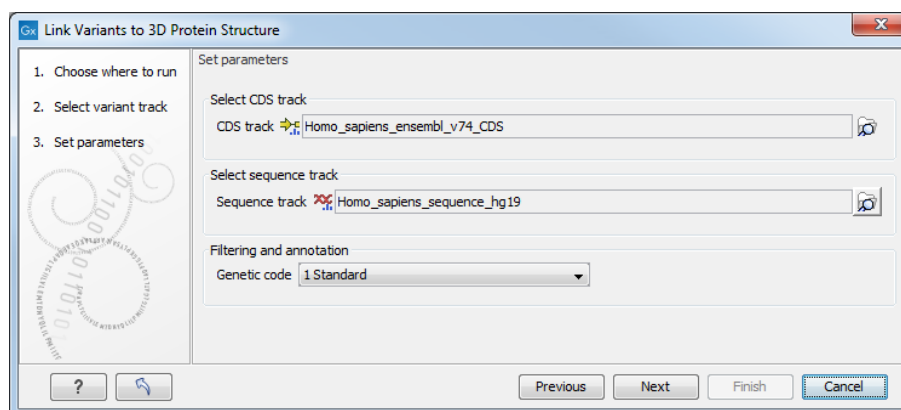 Gx Link Variants to 3D Protein Structure
1. Choose where to run
2. Select variant track
3. Set parameters
Set parameters
Select CDS track
CDS track Homo_sapiens_ensembl_v74_CDS
Select sequence track
Sequence track Homo_sapiens_sequence_hg19
Filtering and annotation
Genetic code 1 Standard
?
Previous Next Finish Cancel